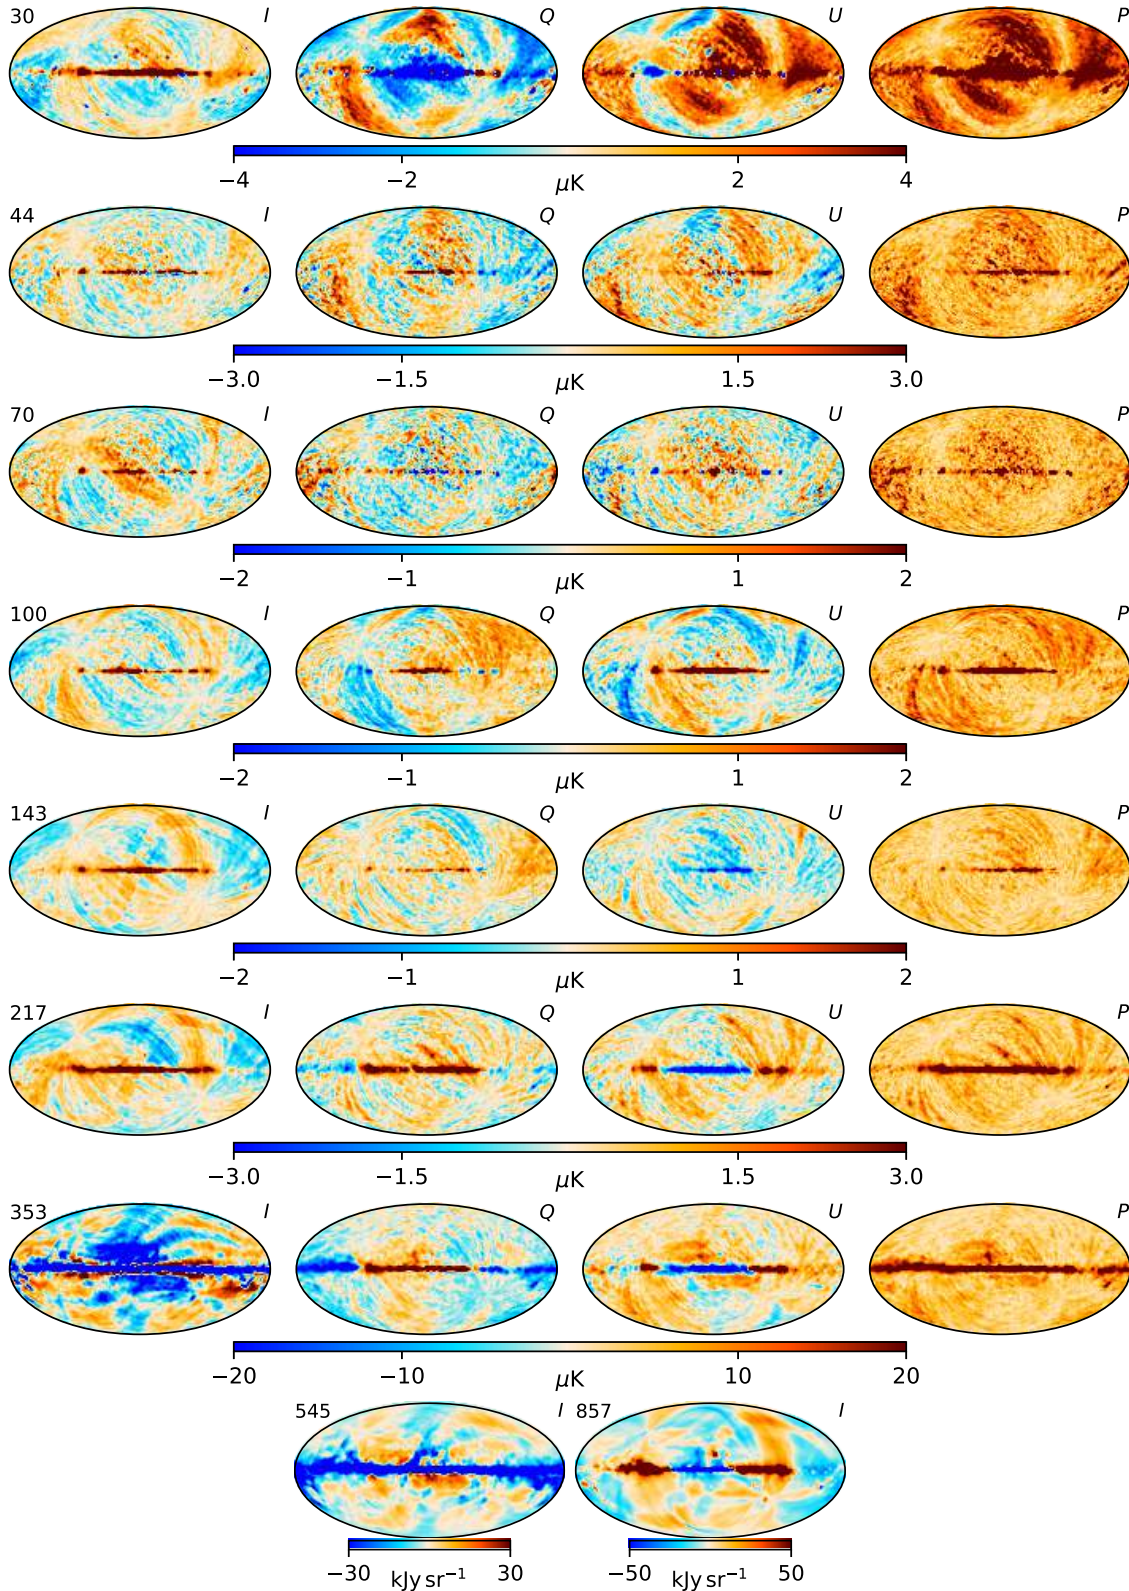 30 I Q U P
−4 −2 2 4
μK
44 I Q U P
−3.0 −1.5 1.5 3.0
μK
70 I Q U P
−2 −1 1 2
μK
100 I Q U P
−2 −1 1 2
μK
143 I Q U P
−2 −1 1 2
μK
217 I Q U P
−3.0 −1.5 1.5 3.0
μK
353 I Q U P
−20 −10 10 20
μK
545 I 857 I
−30 30 −50 50
kJy sr⁻¹ kJy sr⁻¹